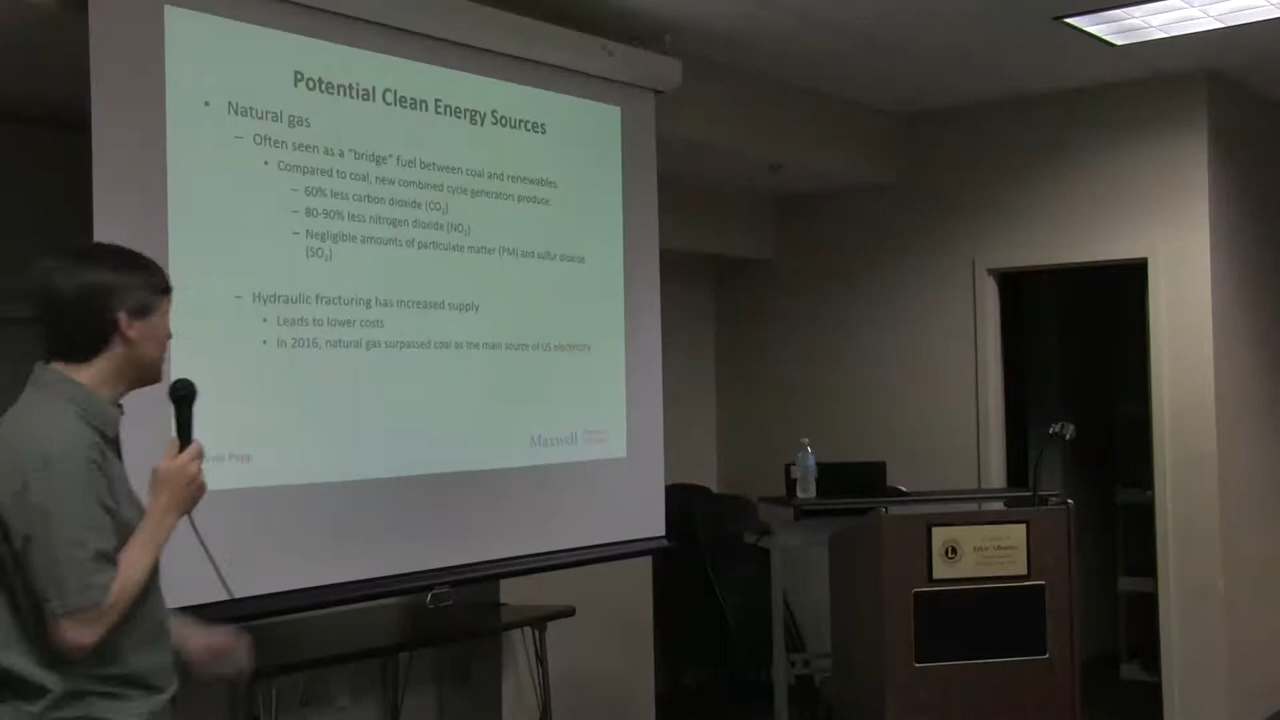 Potential Clean Energy Sources
• Natural gas
– Often seen as a "bridge" fuel between coal and renewables
• Compared to coal, new combined cycle generators produce:
– 60% less carbon dioxide (CO₂)
– 80-90% less nitrogen dioxide (NO₂)
– Negligible amounts of particulate matter (PM) and sulfur dioxide
(SO₂)
– Hydraulic fracturing has increased supply
• Leads to lower costs
• In 2016, natural gas surpassed coal as the main source of US electricity
Maxwell
Popp
L